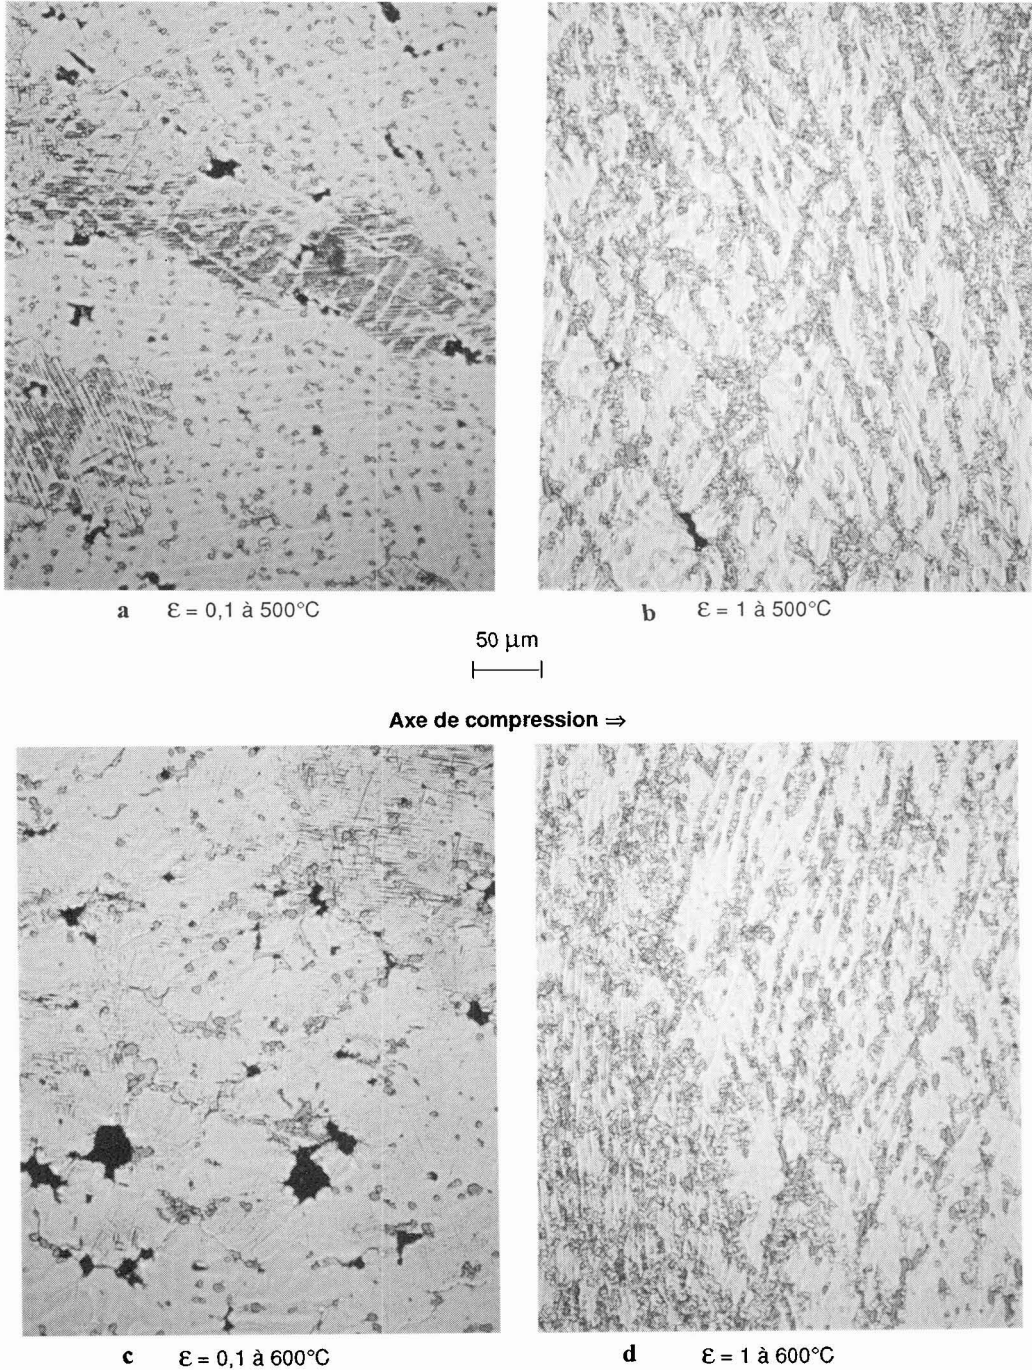 a ε = 0,1 à 500°C
b ε = 1 à 500°C
50 μm
Axe de compression ⇒
c ε = 0,1 à 600°C
d ε = 1 à 600°C